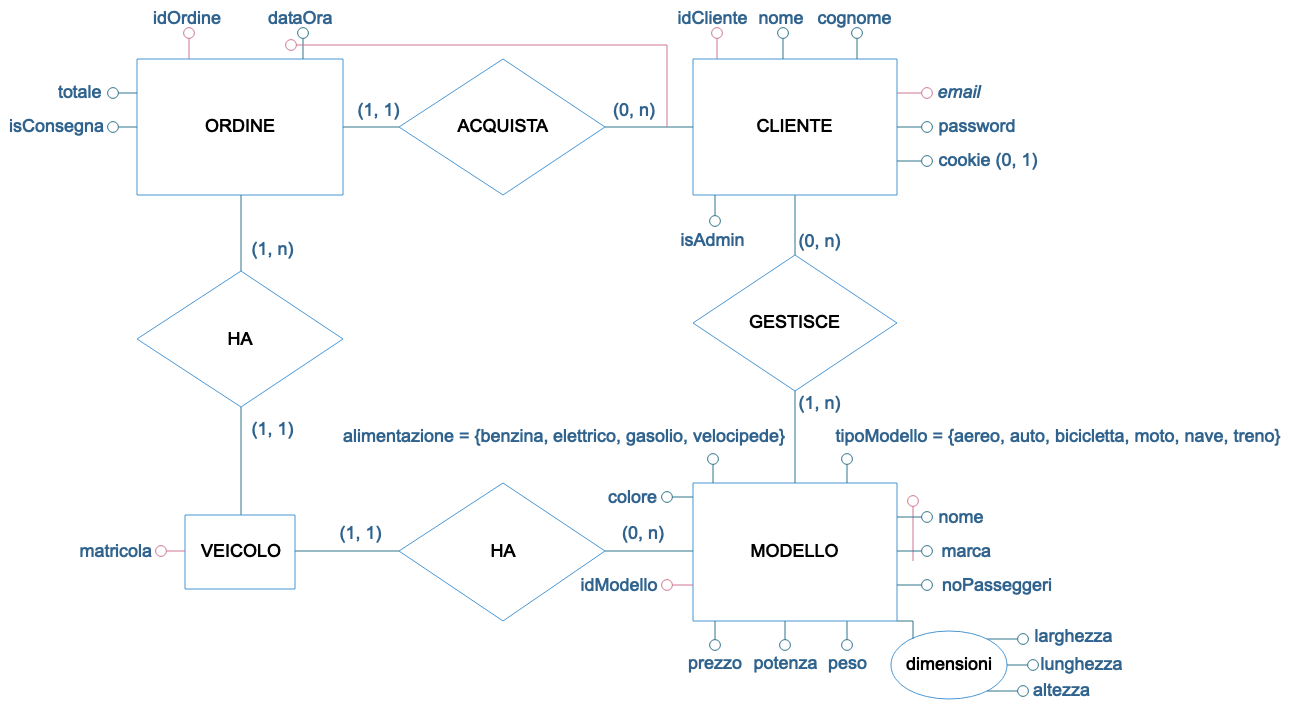 idOrdine
dataOra
idCliente
nome
cognome
totale
isConsegna
ORDINE
(1, 1)
ACQUISTA
(0, n)
CLIENTE
email
password
cookie (0, 1)
isAdmin
(1, n)
(0, n)
HA
GESTISCE
(1, 1)
(1, n)
alimentazione = {benzina, elettrico, gasolio, velocipede}
tipoModello = {aereo, auto, bicicletta, moto, nave, treno}
colore
nome
matricola
VEICOLO
(1, 1)
HA
(0, n)
MODELLO
marca
idModello
noPasseggeri
prezzo
potenza
peso
dimensioni
larghezza
lunghezza
altezza